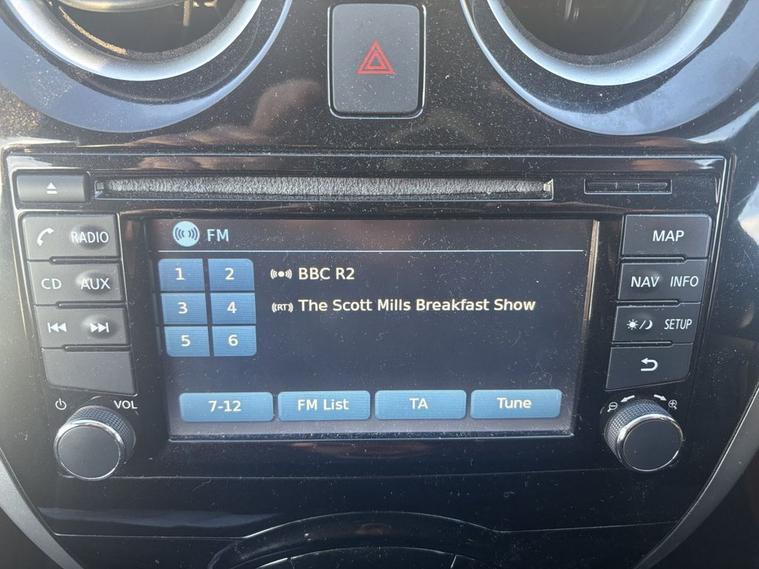 RADIO
CD AUX
VOL
FM
1 2
3 4
5 6
BBC R2
(RT) The Scott Mills Breakfast Show
7-12 FM List TA Tune
MAP
NAV INFO
SETUP